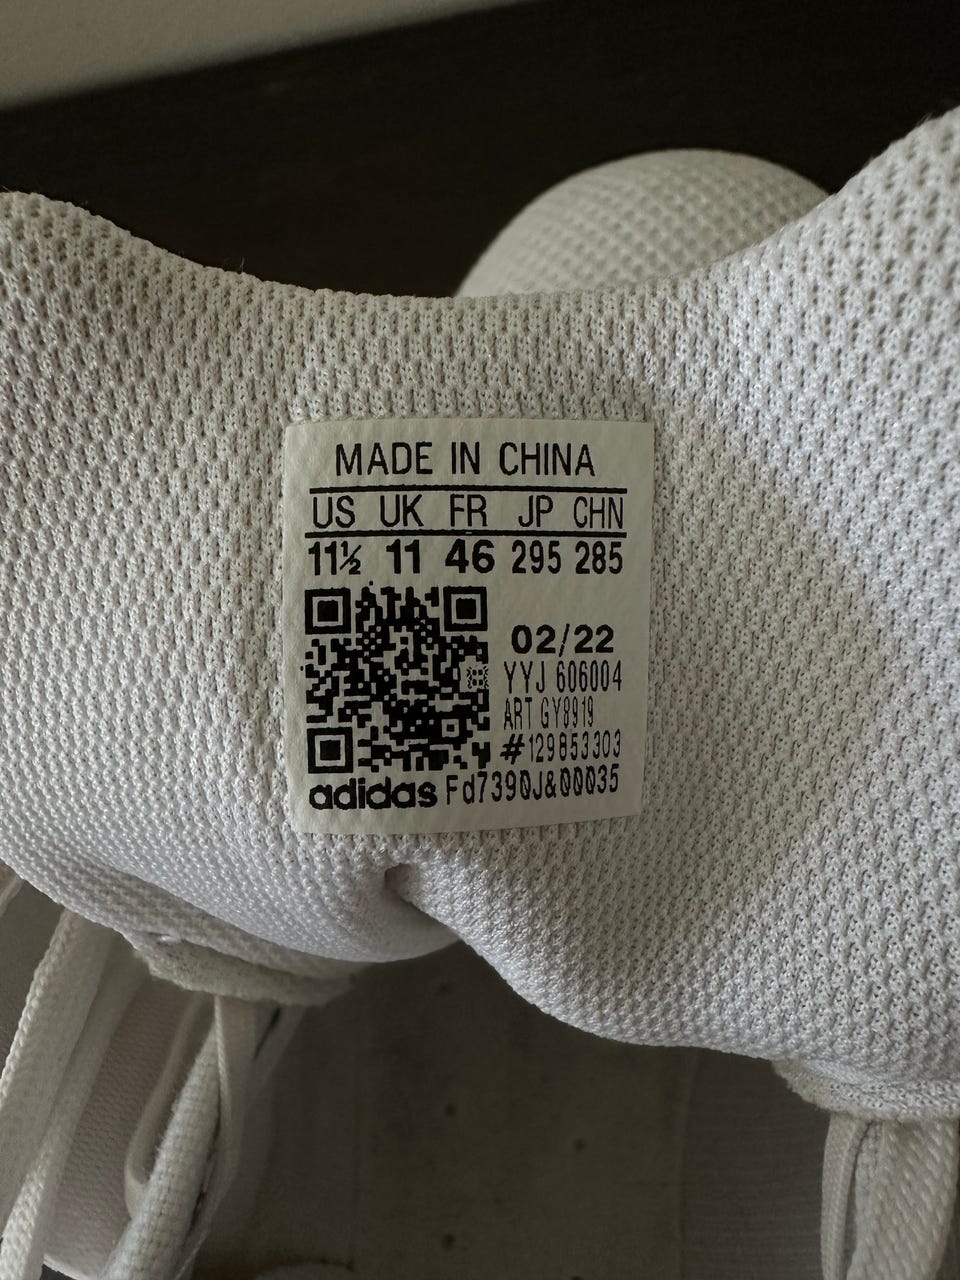 MADE IN CHINA
US UK FR JP CHN
11½ 11 46 295 285
02/22
YYJ 606004
ART GY8919
#129853303
adidas Fd7390J&00035